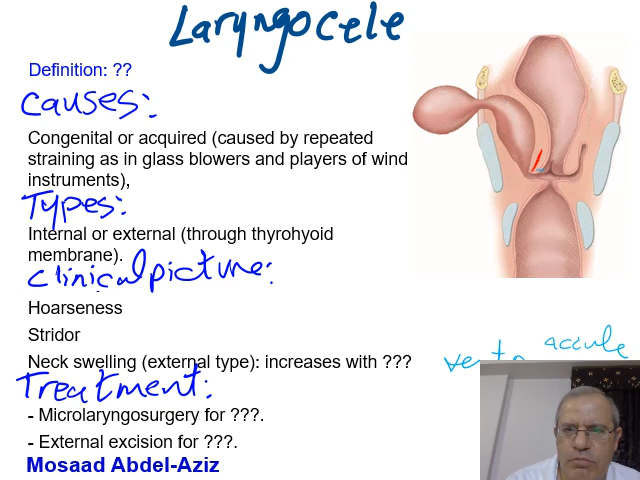 Laryngocele
Definition: ??
Causes:
Congenital or acquired (caused by repeated
straining as in glass blowers and players of wind
instruments),
Types:
Internal or external (through thyrohyoid
membrane).
Clinical picture:
Hoarseness
Stridor
Neck swelling (external type): increases with ???
Treatment:
- Microlaryngosurgery for ???.
- External excision for ???.
Mosaad Abdel-Aziz